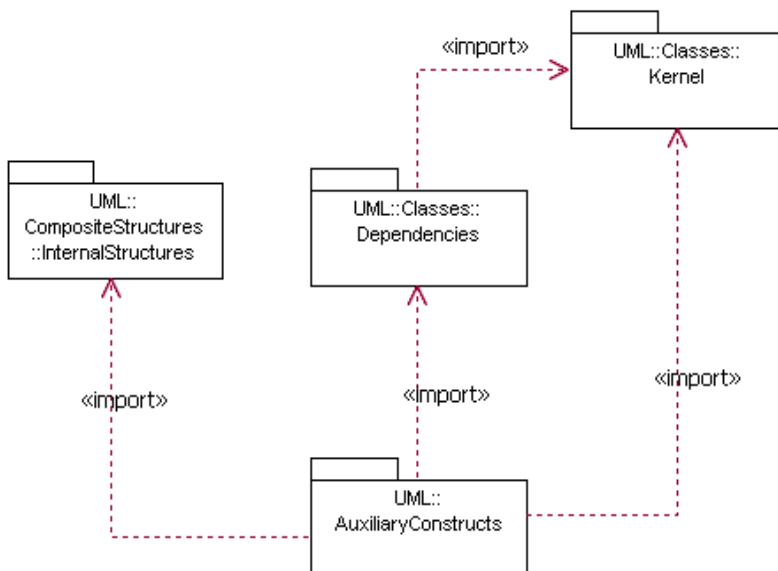 «import»
UML::Classes::
Kernel
UML::
CompositeStructures
::InternalStructures
UML::Classes::
Dependencies
«import»
«import»
«import»
UML::
AuxiliaryConstructs